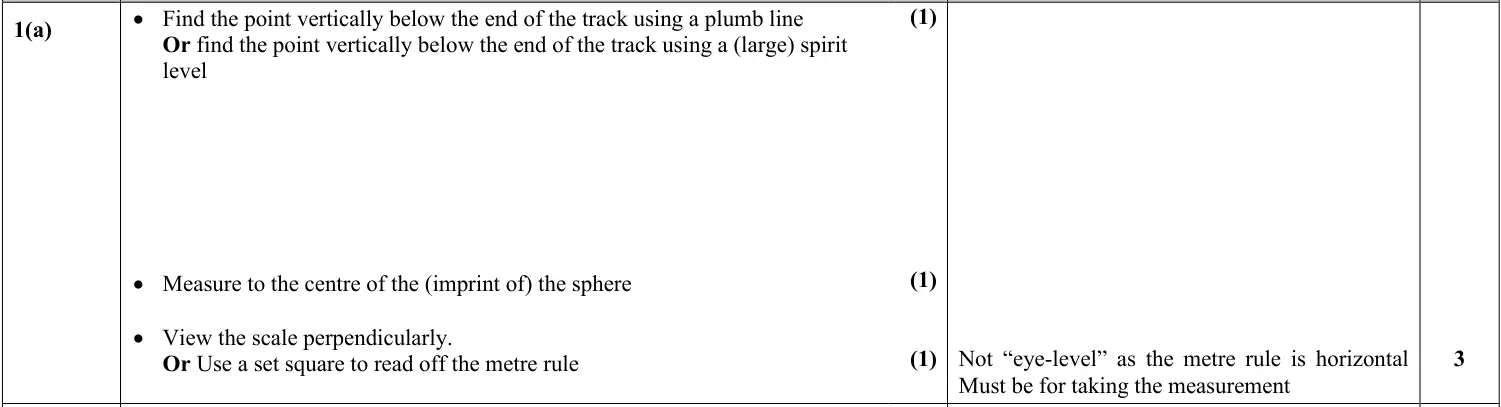 1(a)
• Find the point vertically below the end of the track using a plumb line (1)
Or find the point vertically below the end of the track using a (large) spirit
level
• Measure to the centre of the (imprint of) the sphere (1)
• View the scale perpendicularly.
Or Use a set square to read off the metre rule (1) Not “eye-level” as the metre rule is horizontal 3
Must be for taking the measurement